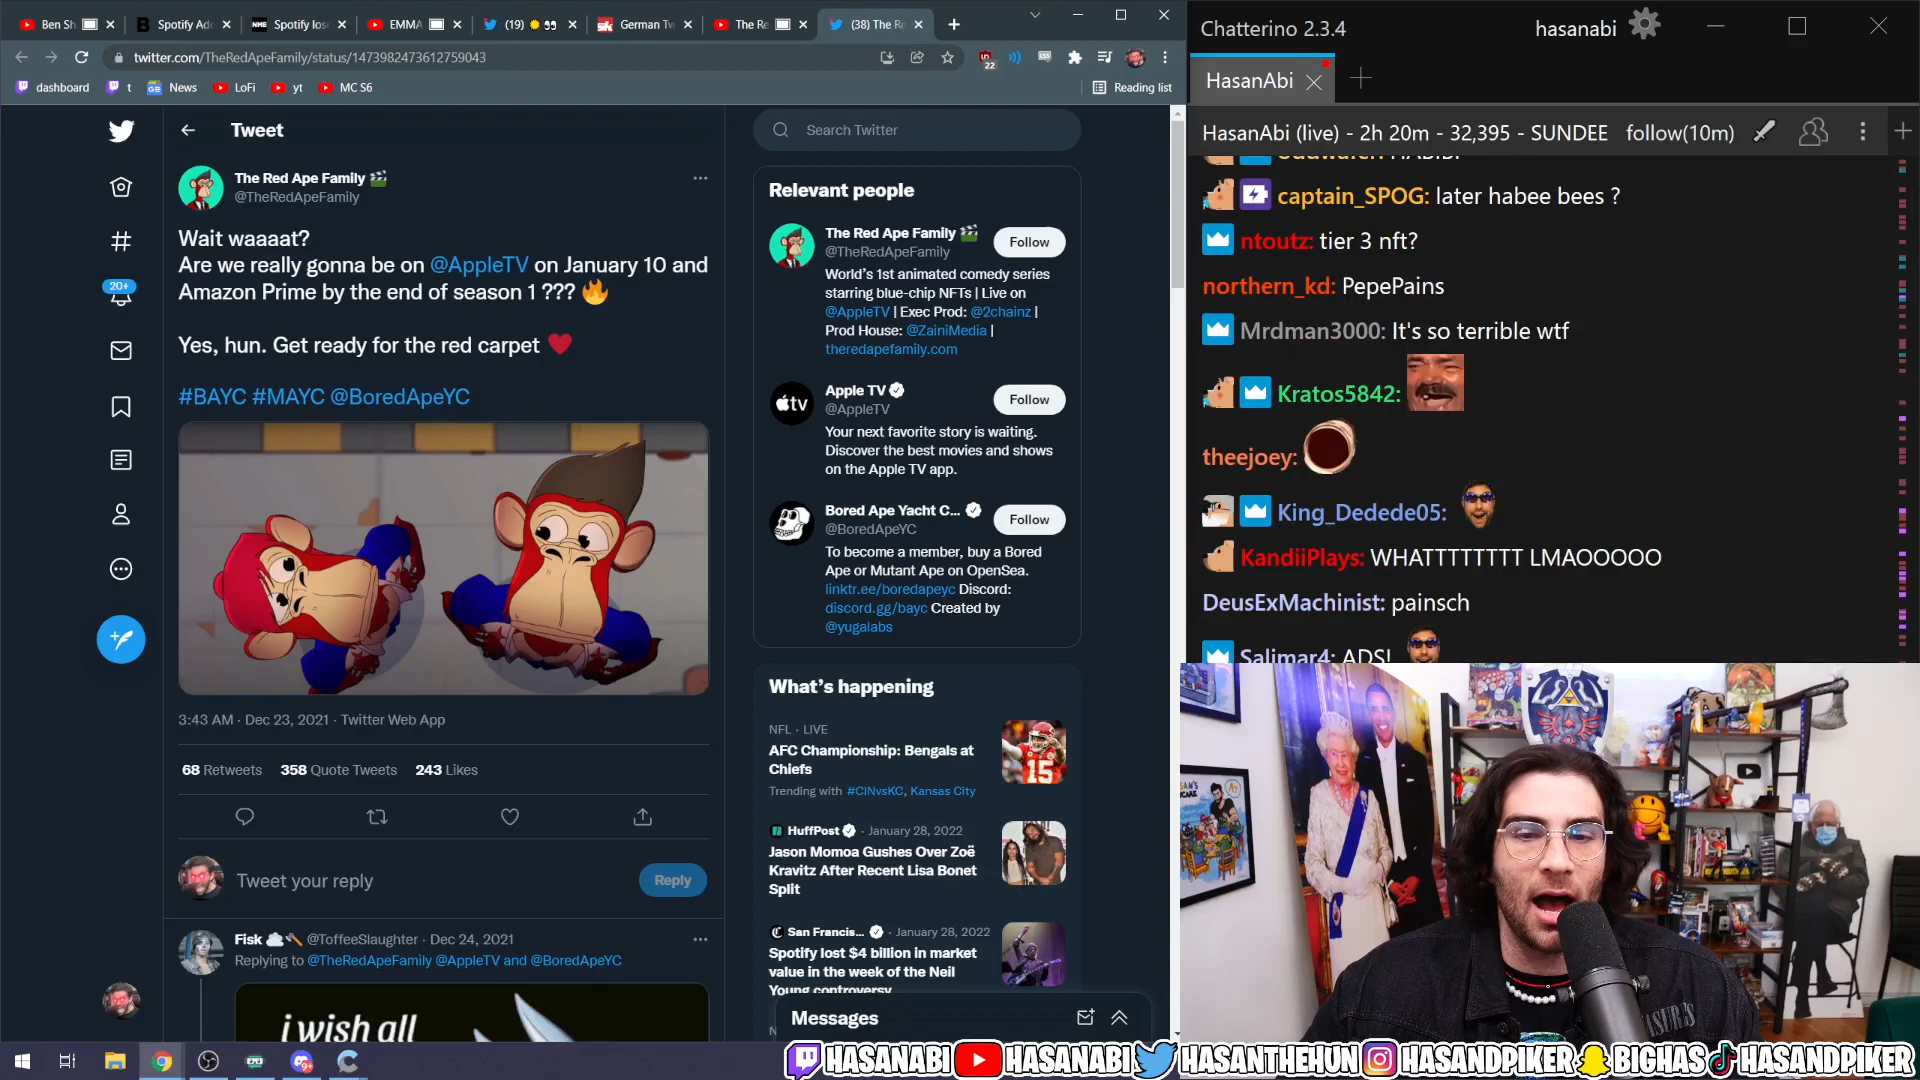 Ben Sh
Spotify Ad
Spotify los
EMMA
(19)
German Tw
The Re
(38) The R
twitter.com/TheRedApeFamily/status/1473982473612759043
22
dashboard
t
News
LoFi
yt
MC S6
Reading list
Tweet
The Red Ape Family
@TheRedApeFamily
Wait waaaat?
Are we really gonna be on @AppleTV on January 10 and
Amazon Prime by the end of season 1 ??? 🔥
Yes, hun. Get ready for the red carpet ❤️
#BAYC #MAYC @BoredApeYC
3:43 AM · Dec 23, 2021 · Twitter Web App
68 Retweets 358 Quote Tweets 243 Likes
Tweet your reply
Reply
Fisk @ToffeeSlaughter · Dec 24, 2021
Replying to @TheRedApeFamily @AppleTV and @BoredApeYC
i wish all
20+
Search Twitter
Relevant people
The Red Ape Family
@TheRedApeFamily
Follow
World's 1st animated comedy series
starring blue-chip NFTs | Live on
@AppleTV | Exec Prod: @2chainz |
Prod House: @ZainiMedia |
theredapefamily.com
tv
Apple TV
@AppleTV
Follow
Your next favorite story is waiting.
Discover the best movies and shows
on the Apple TV app.
Bored Ape Yacht C...
@BoredApeYC
Follow
To become a member, buy a Bored
Ape or Mutant Ape on OpenSea.
linktr.ee/boredapeyc Discord:
discord.gg/bayc Created by
@yugalabs
What's happening
NFL · LIVE
AFC Championship: Bengals at
Chiefs
Trending with #CINvsKC, Kansas City
15
HuffPost · January 28, 2022
Jason Momoa Gushes Over Zoë
Kravitz After Recent Lisa Bonet
Split
San Francis... · January 28, 2022
Spotify lost $4 billion in market
value in the week of the Neil
Young controversy
Messages
Chatterino 2.3.4
hasanabi
HasanAbi
HasanAbi (live) - 2h 20m - 32,395 - SUNDEE follow(10m)
captain_SPOG: later habee bees ?
ntoutz: tier 3 nft?
northern_kd: PepePains
Mrdman3000: It's so terrible wtf
Kratos5842:
theejoey:
King_Dedede05:
KandiiPlays: WHATTTTTTTT LMAOOOOO
DeusExMachinist: painsch
Salimar4: ADS!
HASANABI
HASANABI
HASANTHEHUN
HASANDPIKER
BIGHAS
HASANDPIKER